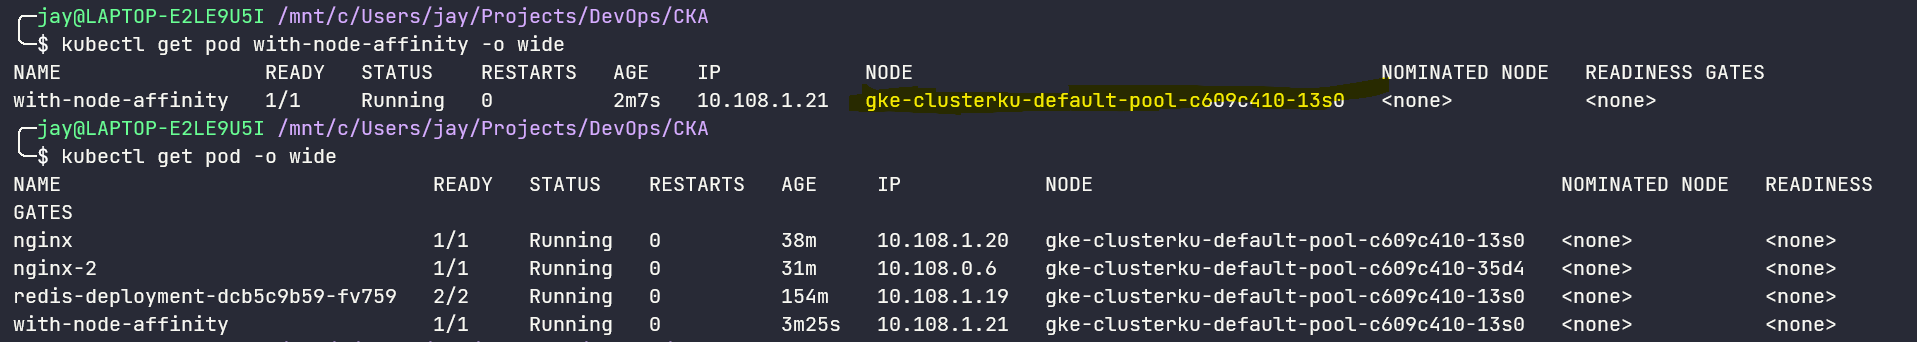 jay@LAPTOP-E2LE9U5I /mnt/c/Users/jay/Projects/DevOps/CKA
$ kubectl get pod with-node-affinity -o wide
NAME READY STATUS RESTARTS AGE IP NODE NOMINATED NODE READINESS GATES
with-node-affinity 1/1 Running 0 2m7s 10.108.1.21 gke-clusterku-default-pool-c609c410-13s0 <none> <none>
jay@LAPTOP-E2LE9U5I /mnt/c/Users/jay/Projects/DevOps/CKA
$ kubectl get pod -o wide
NAME READY STATUS RESTARTS AGE IP NODE NOMINATED NODE READINESS
GATES
nginx 1/1 Running 0 38m 10.108.1.20 gke-clusterku-default-pool-c609c410-13s0 <none> <none>
nginx-2 1/1 Running 0 31m 10.108.0.6 gke-clusterku-default-pool-c609c410-35d4 <none> <none>
redis-deployment-dcb5c9b59-fv759 2/2 Running 0 154m 10.108.1.19 gke-clusterku-default-pool-c609c410-13s0 <none> <none>
with-node-affinity 1/1 Running 0 3m25s 10.108.1.21 gke-clusterku-default-pool-c609c410-13s0 <none> <none>